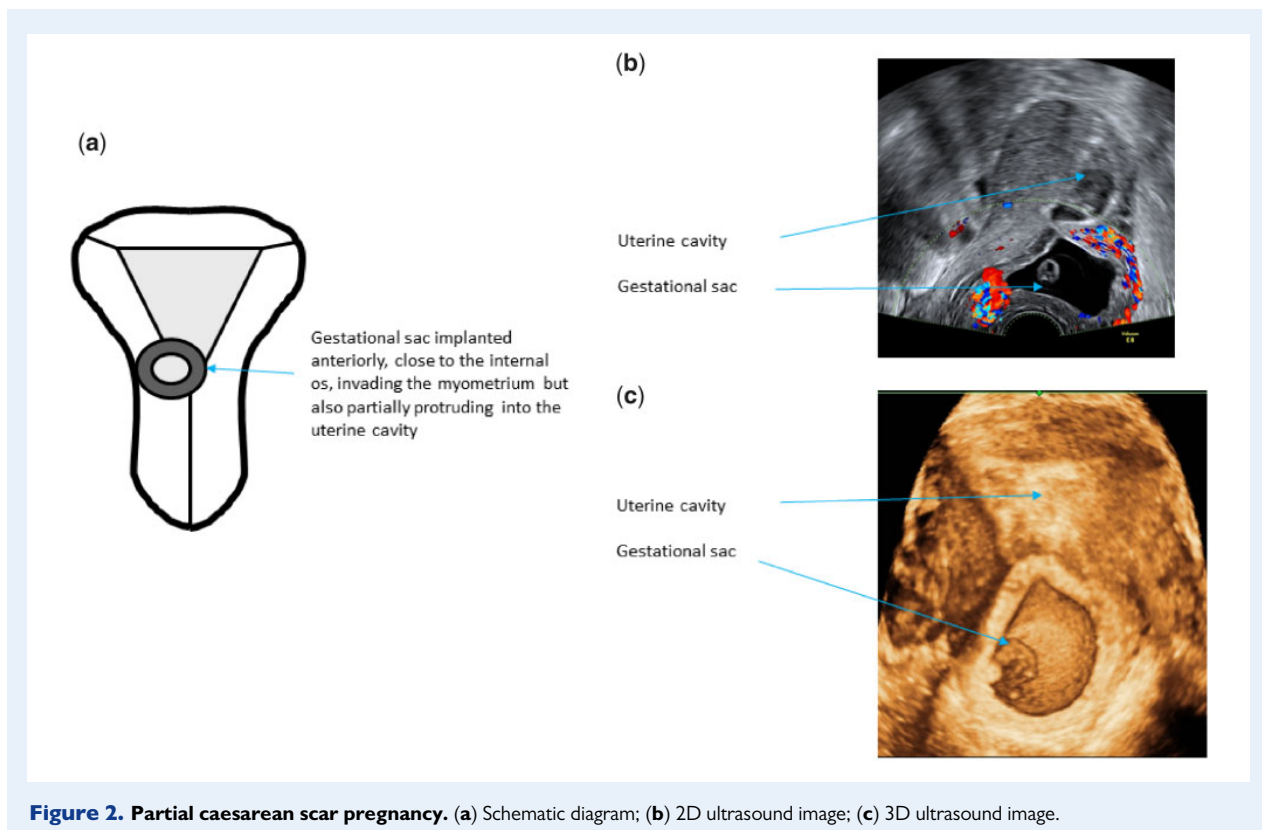 (a)
Gestational sac implanted
anteriorly, close to the internal
os, invading the myometrium but
also partially protruding into the
uterine cavity
(b)
Uterine cavity
Gestational sac
Voluson
E8
(c)
Uterine cavity
Gestational sac
Figure 2. Partial caesarean scar pregnancy. (a) Schematic diagram; (b) 2D ultrasound image; (c) 3D ultrasound image.